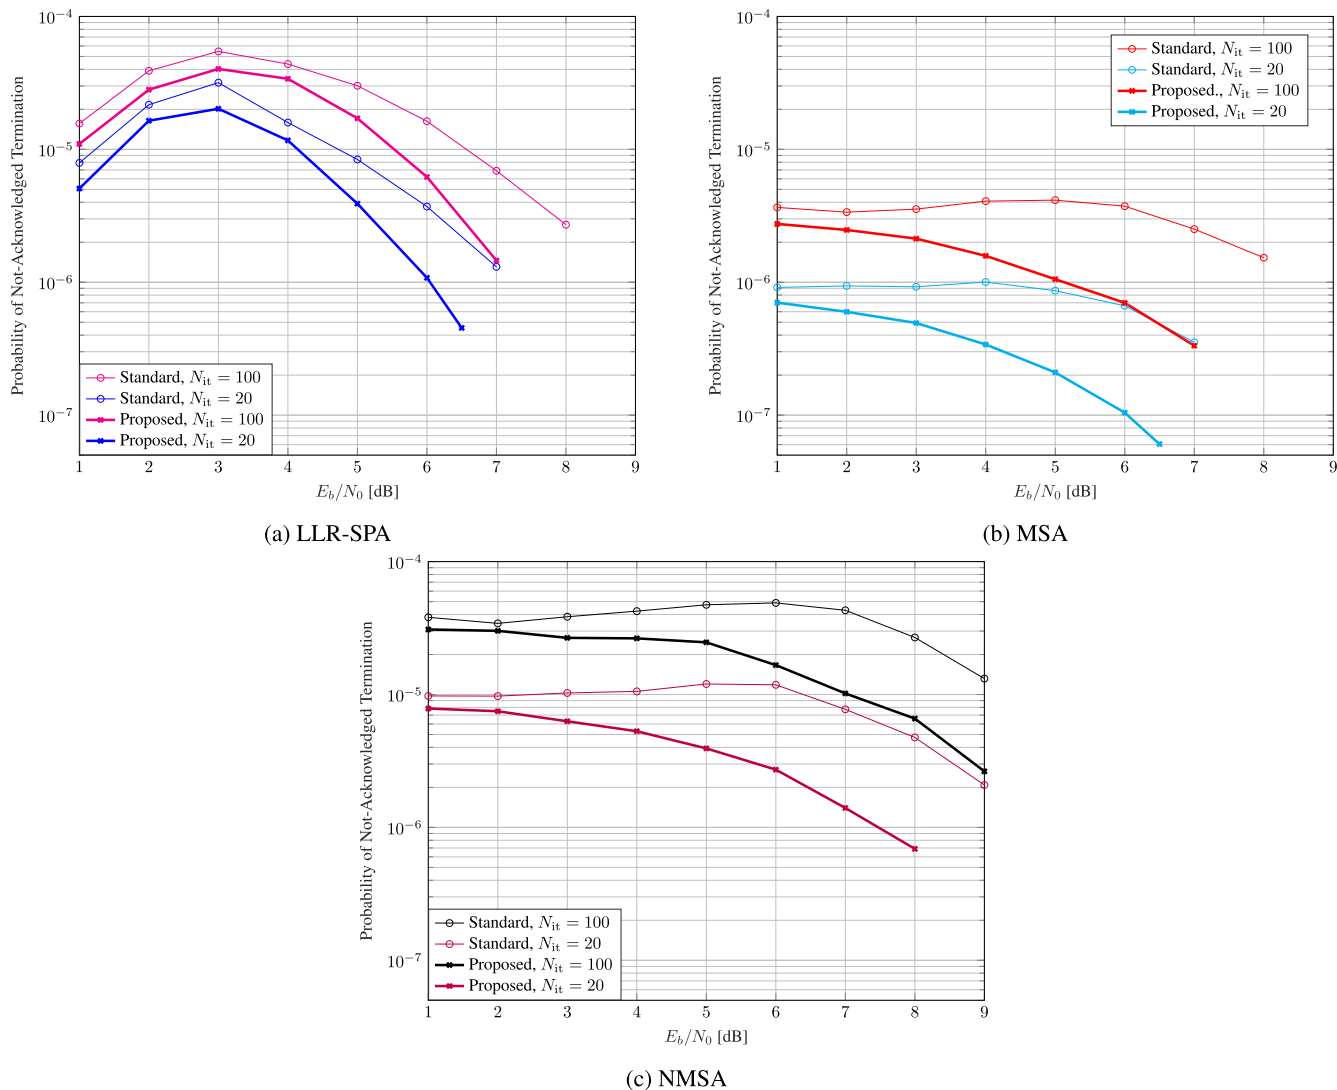 Probability of Not-Acknowledged Termination
10⁻⁴
10⁻⁵
10⁻⁶
10⁻⁷
Standard, N_it = 100
Standard, N_it = 20
Proposed, N_it = 100
Proposed, N_it = 20
1 2 3 4 5 6 7 8 9
E_b/N_0 [dB]
(a) LLR-SPA
Probability of Not-Acknowledged Termination
10⁻⁴
10⁻⁵
10⁻⁶
10⁻⁷
Standard, N_it = 100
Standard, N_it = 20
Proposed., N_it = 100
Proposed, N_it = 20
1 2 3 4 5 6 7 8 9
E_b/N_0 [dB]
(b) MSA
Probability of Not-Acknowledged Termination
10⁻⁴
10⁻⁵
10⁻⁶
10⁻⁷
Standard, N_it = 100
Standard, N_it = 20
Proposed, N_it = 100
Proposed, N_it = 20
1 2 3 4 5 6 7 8 9
E_b/N_0 [dB]
(c) NMSA